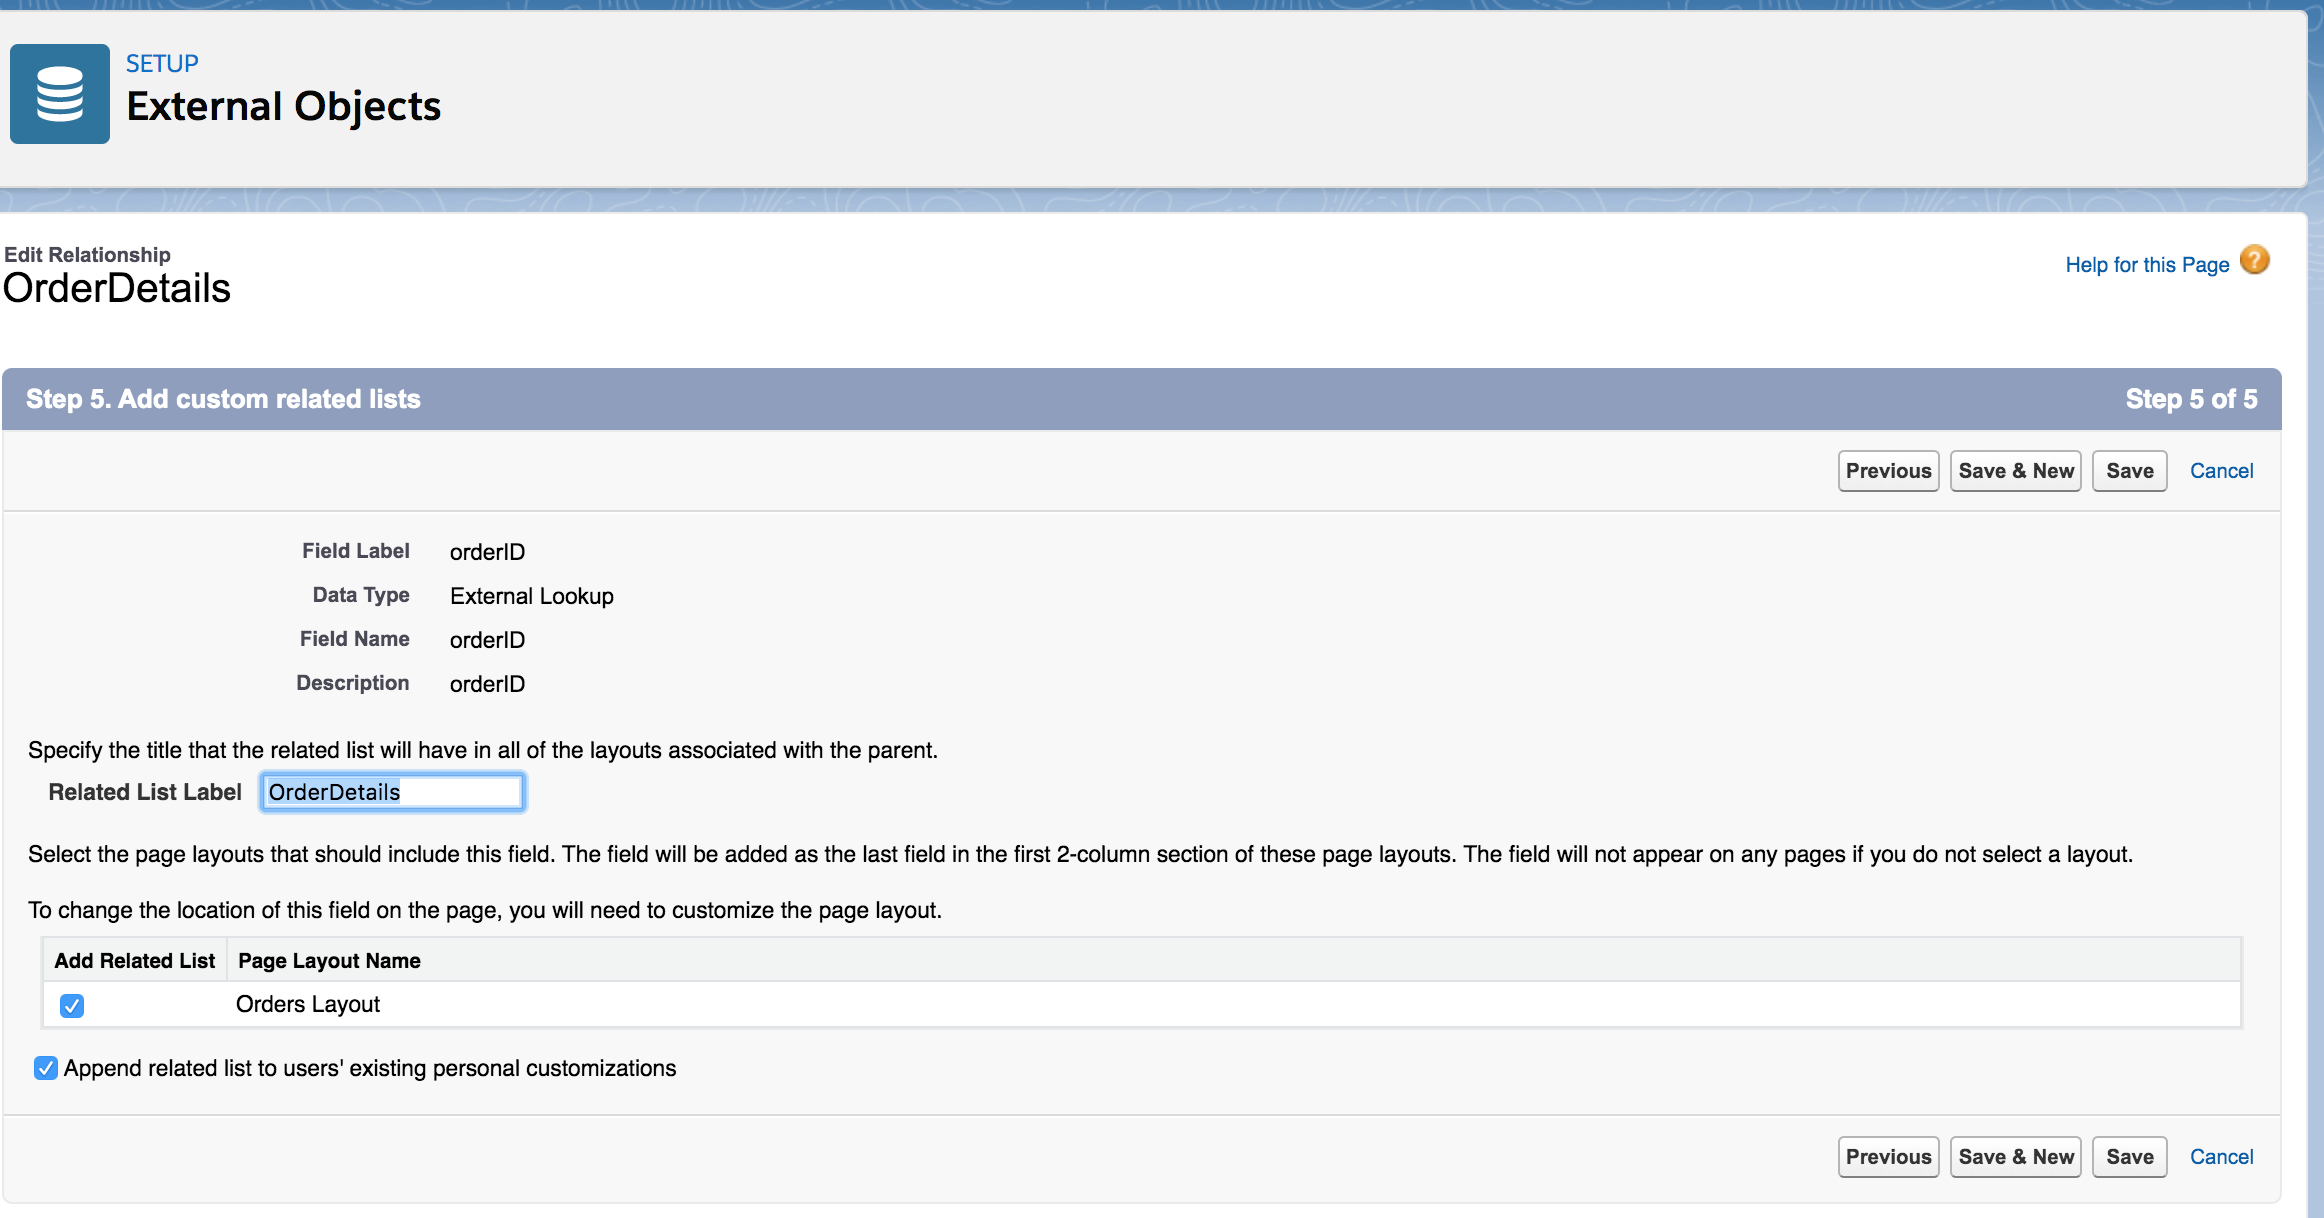 SETUP
External Objects
Edit Relationship
OrderDetails
Help for this Page ?
Step 5. Add custom related lists
Step 5 of 5
Previous Save & New Save Cancel
Field Label orderID
Data Type External Lookup
Field Name orderID
Description orderID
Specify the title that the related list will have in all of the layouts associated with the parent.
Related List Label OrderDetails
Select the page layouts that should include this field. The field will be added as the last field in the first 2-column section of these page layouts. The field will not appear on any pages if you do not select a layout.
To change the location of this field on the page, you will need to customize the page layout.
Add Related List Page Layout Name
Orders Layout
Append related list to users' existing personal customizations
Previous Save & New Save Cancel